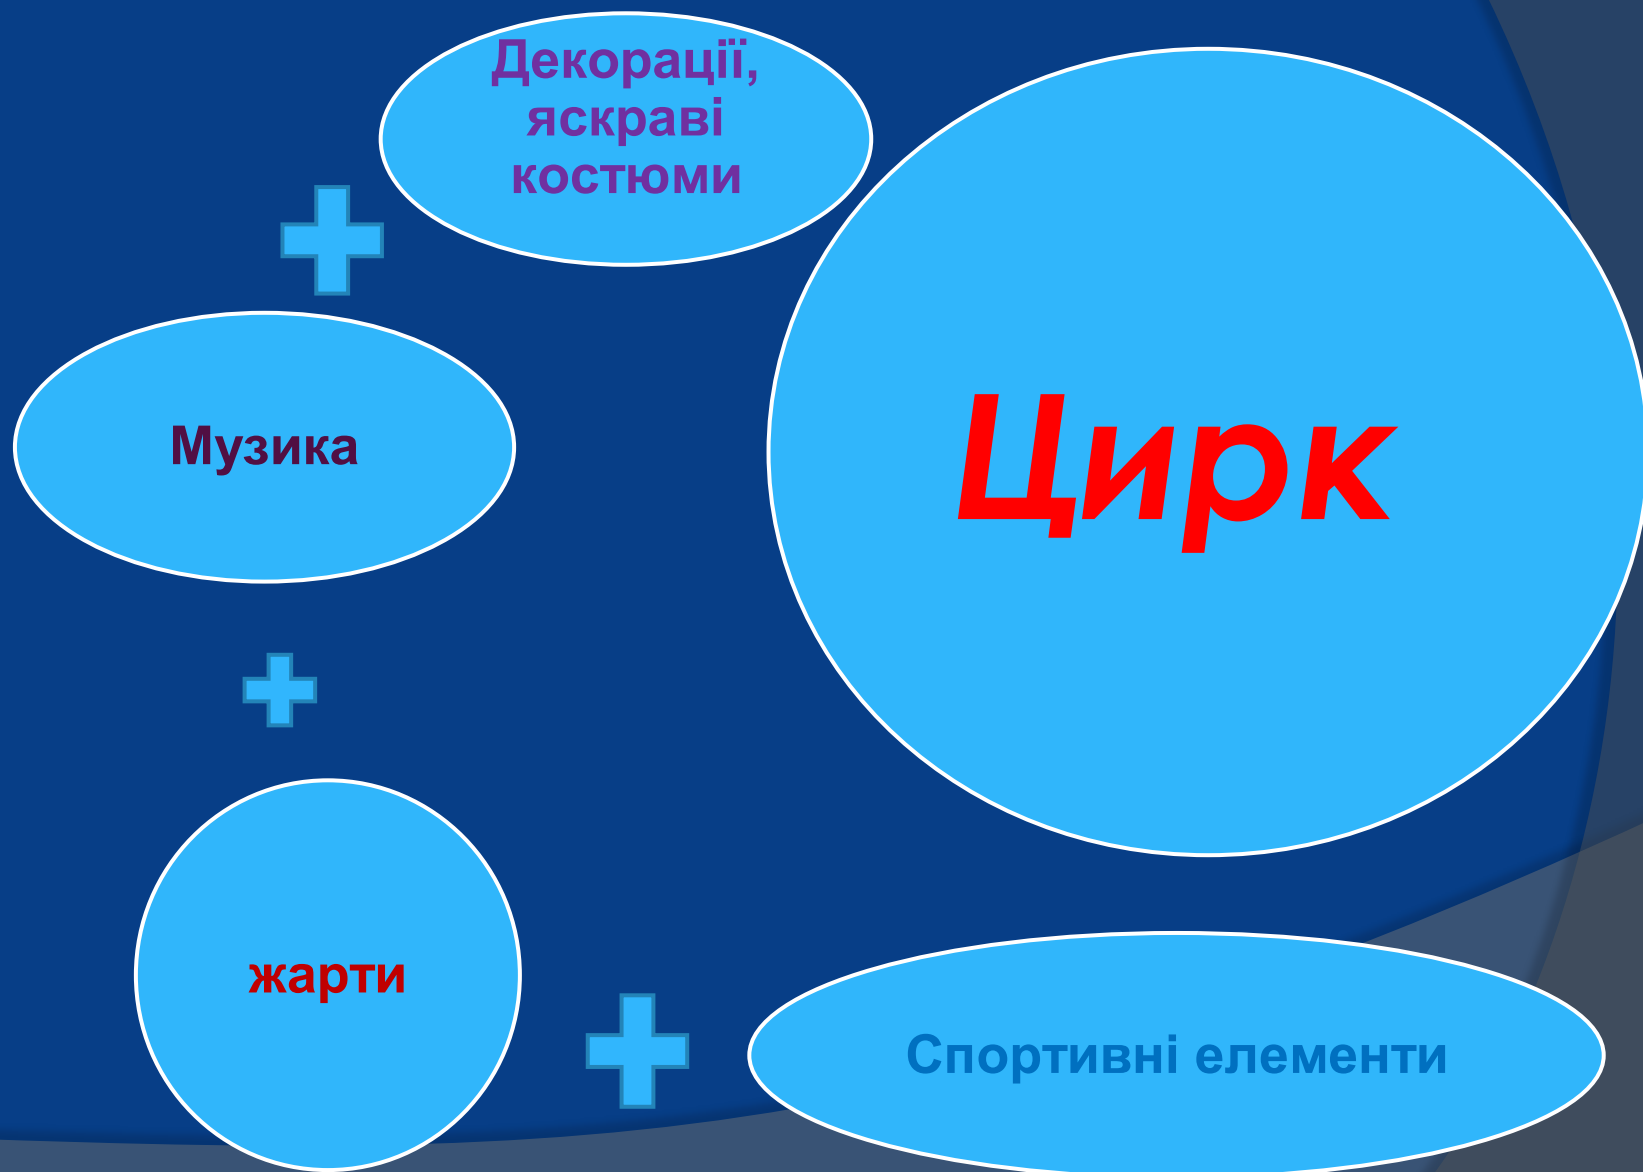 Декорації,
яскраві
костюми
Музика
Цирк
жарти
Спортивні елементи